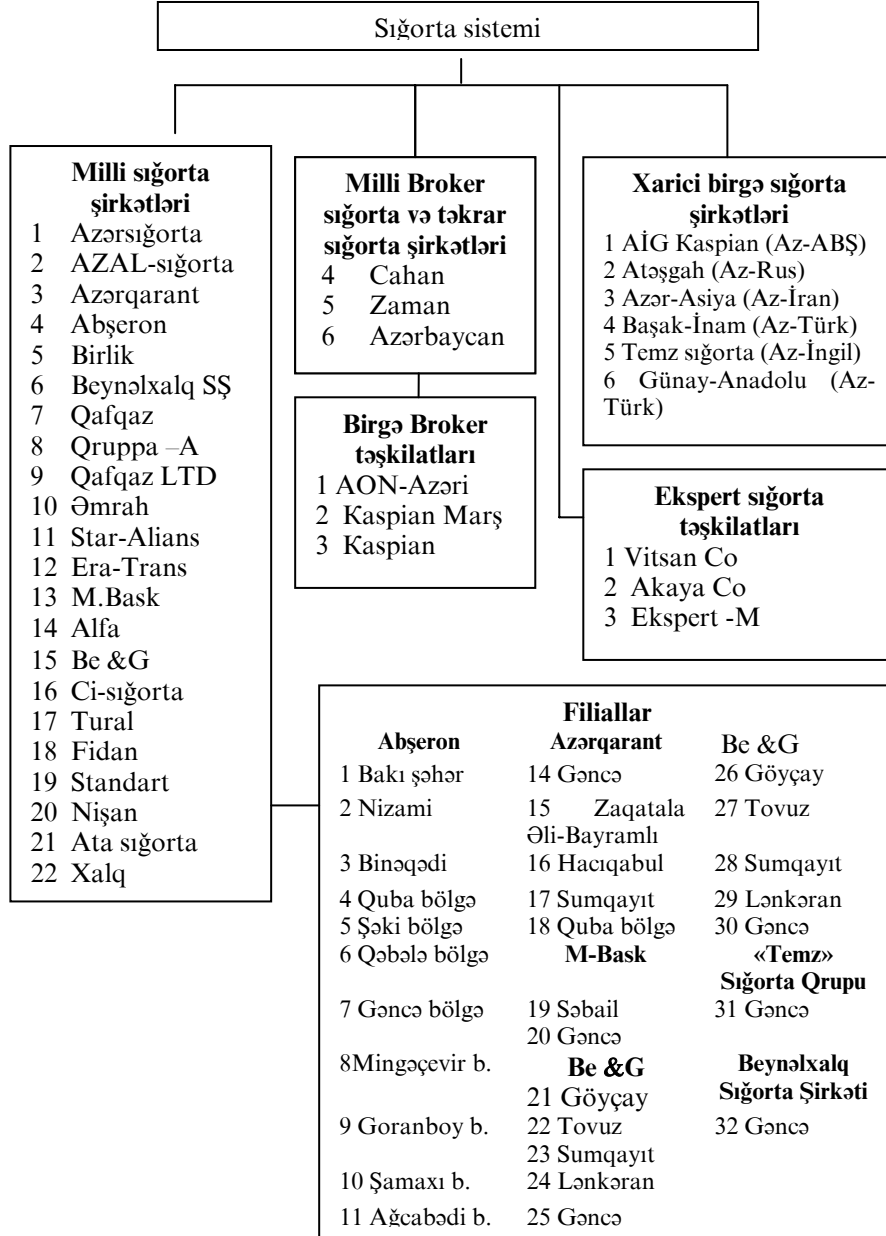 Sığorta sistemi
Milli sığorta
şirkətləri
1 Azərsığorta
2 AZAL-sığorta
3 Azərqarant
4 Abşeron
5 Birlik
6 Beynəlxalq SŞ
7 Qafqaz
8 Qruppa –A
9 Qafqaz LTD
10 Əmrah
11 Star-Alians
12 Era-Trans
13 M.Bask
14 Alfa
15 Be &G
16 Ci-sığorta
17 Tural
18 Fidan
19 Standart
20 Nişan
21 Ata sığorta
22 Xalq
Milli Broker
sığorta və təkrar
sığorta şirkətləri
4 Cahan
5 Zaman
6 Azərbaycan
Birgə Broker
təşkilatları
1 AON-Azəri
2 Kaspian Marş
3 Kaspian
Xarici birgə sığorta
şirkətləri
1 AİG Kaspian (Az-ABŞ)
2 Atəşgah (Az-Rus)
3 Azər-Asiya (Az-İran)
4 Başak-İnam (Az-Türk)
5 Temz sığorta (Az-İngil)
6 Günay-Anadolu (Az-
Türk)
Ekspert sığorta
təşkilatları
1 Vitsan Co
2 Akaya Co
3 Ekspert -M
Filiallar
Abşeron
1 Bakı şəhər
2 Nizami
3 Binəqədi
4 Quba bölgə
5 Şəki bölgə
6 Qəbələ bölgə
7 Gəncə bölgə
8Mingəçevir b.
9 Goranboy b.
10 Şamaxı b.
11 Ağcabədi b.
Azərqarant
14 Gəncə
15 Zaqatala
Əli-Bayramlı
16 Hacıqabul
17 Sumqayıt
18 Quba bölgə
M-Bask
19 Səbail
20 Gəncə
Be &G
21 Göyçay
22 Tovuz
23 Sumqayıt
24 Lənkəran
25 Gəncə
Be &G
26 Göyçay
27 Tovuz
28 Sumqayıt
29 Lənkəran
30 Gəncə
«Temz»
Sığorta Qrupu
31 Gəncə
Beynəlxalq
Sığorta Şirkəti
32 Gəncə